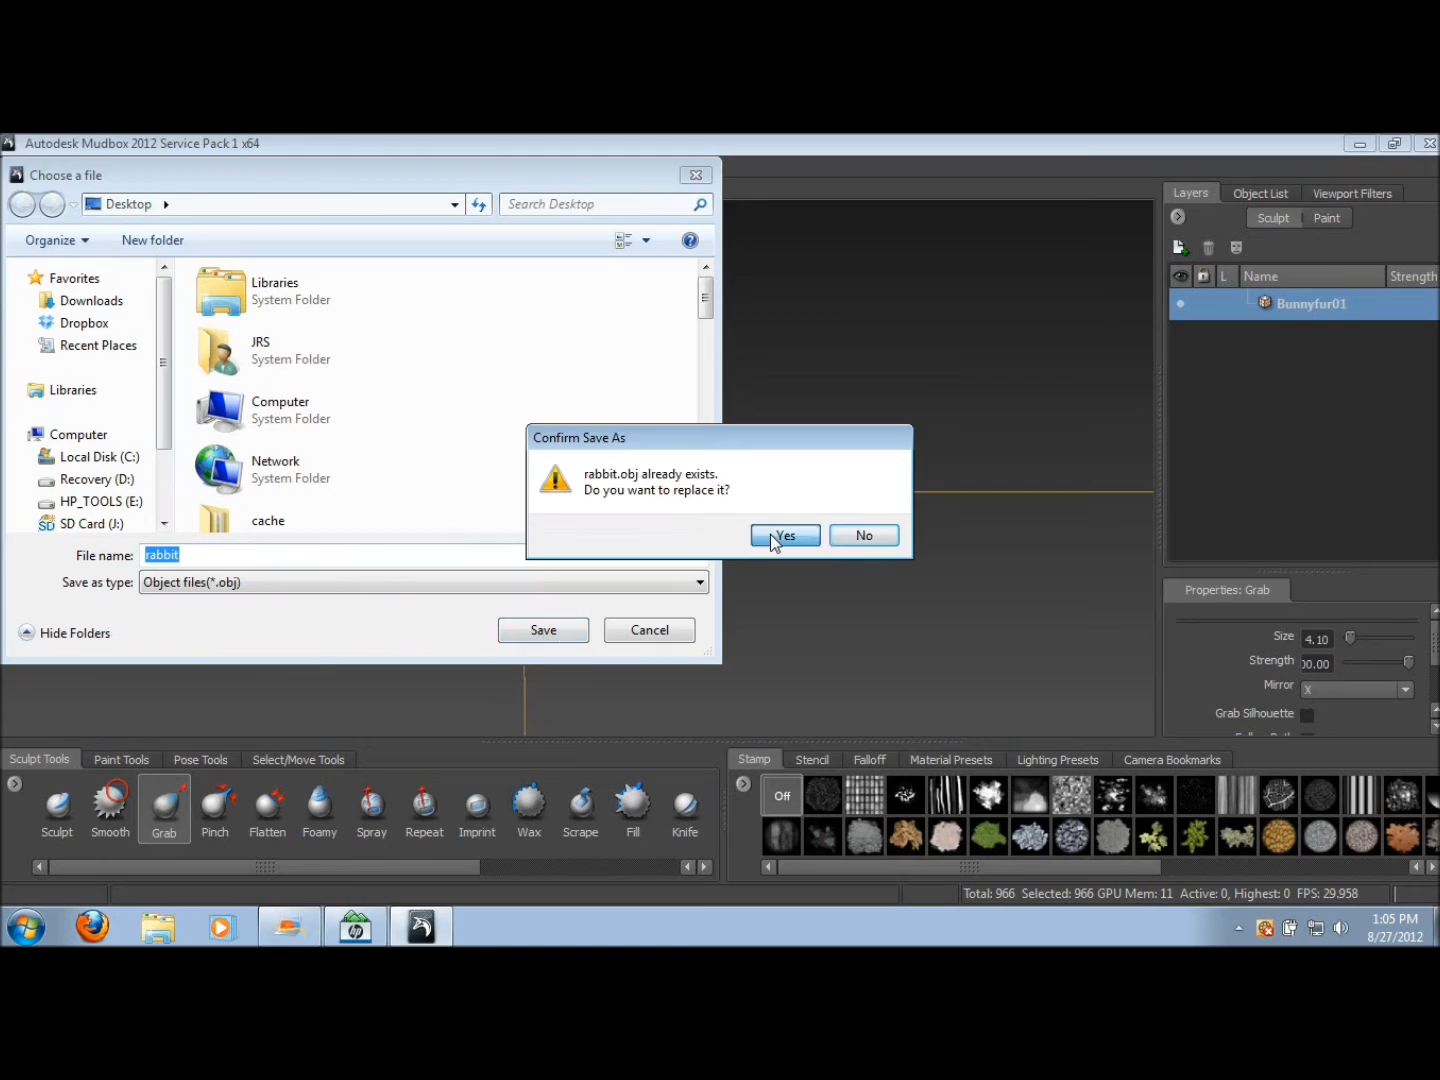 Autodesk Mudbox 2012 Service Pack 1 x64
Choose a file
Desktop
Search Desktop
Organize
New folder
Favorites
Downloads
Dropbox
Recent Places
Libraries
Computer
Local Disk (C:)
Recovery (D:)
HP_TOOLS (E:)
SD Card (J:)
Libraries
System Folder
JRS
System Folder
Computer
System Folder
Network
System Folder
cache
File name: rabbit
Save as type: Object files(*.obj)
Hide Folders
Save
Cancel
Confirm Save As
rabbit.obj already exists.
Do you want to replace it?
Yes
No
Layers
Object List
Viewport Filters
Sculpt
Paint
L
Name
Strength
Bunnyfur01
Properties: Grab
Size 4.10
Strength 00.00
Mirror X
Grab Silhouette
Sculpt Tools
Paint Tools
Pose Tools
Select/Move Tools
Sculpt
Smooth
Grab
Pinch
Flatten
Foamy
Spray
Repeat
Imprint
Wax
Scrape
Fill
Knife
Stamp
Stencil
Falloff
Material Presets
Lighting Presets
Camera Bookmarks
Off
Total: 966 Selected: 966 GPU Mem: 11 Active: 0, Highest: 0 FPS: 29.958
hp
1:05 PM
8/27/2012